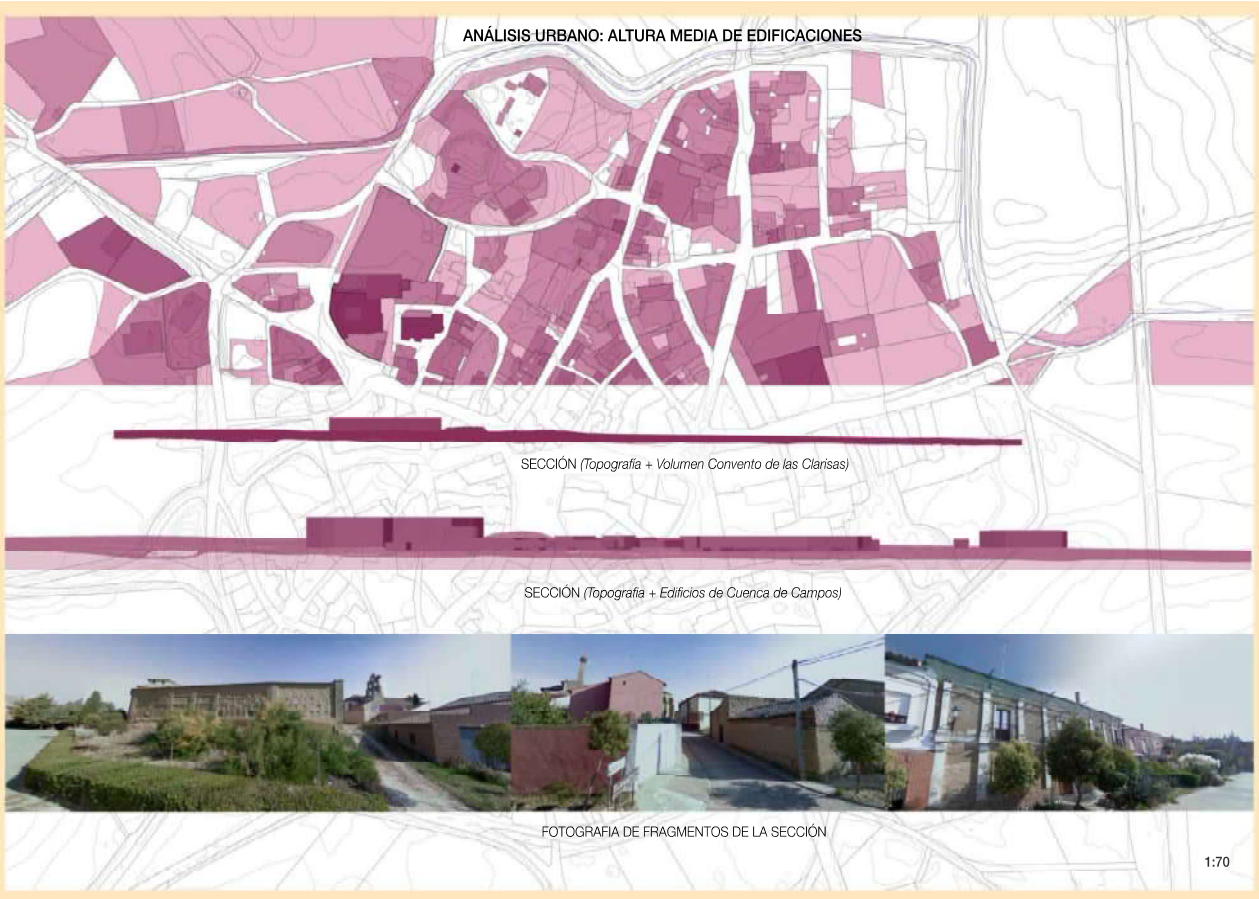 ANÁLISIS URBANO: ALTURA MEDIA DE EDIFICACIONES
SECCIÓN (Topografía + Volumen Convento de las Clarisas)
SECCIÓN (Topografia + Edificios de Cuenca de Campos)
FOTOGRAFIA DE FRAGMENTOS DE LA SECCIÓN
1:70